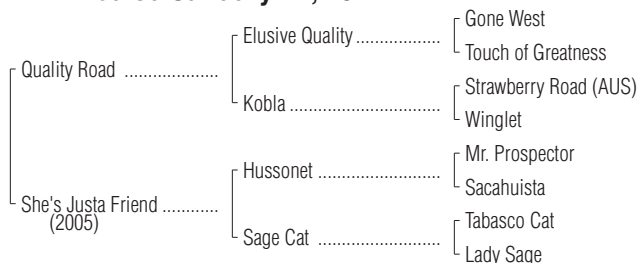 Gone West
Elusive Quality ..................
Touch of Greatness
Quality Road ....................
Strawberry Road (AUS)
Kobla ................................
Winglet
Mr. Prospector
Hussonet ..........................
Sacahuista
She's Justa Friend ............
(2005)
Tabasco Cat
Sage Cat ..........................
Lady Sage